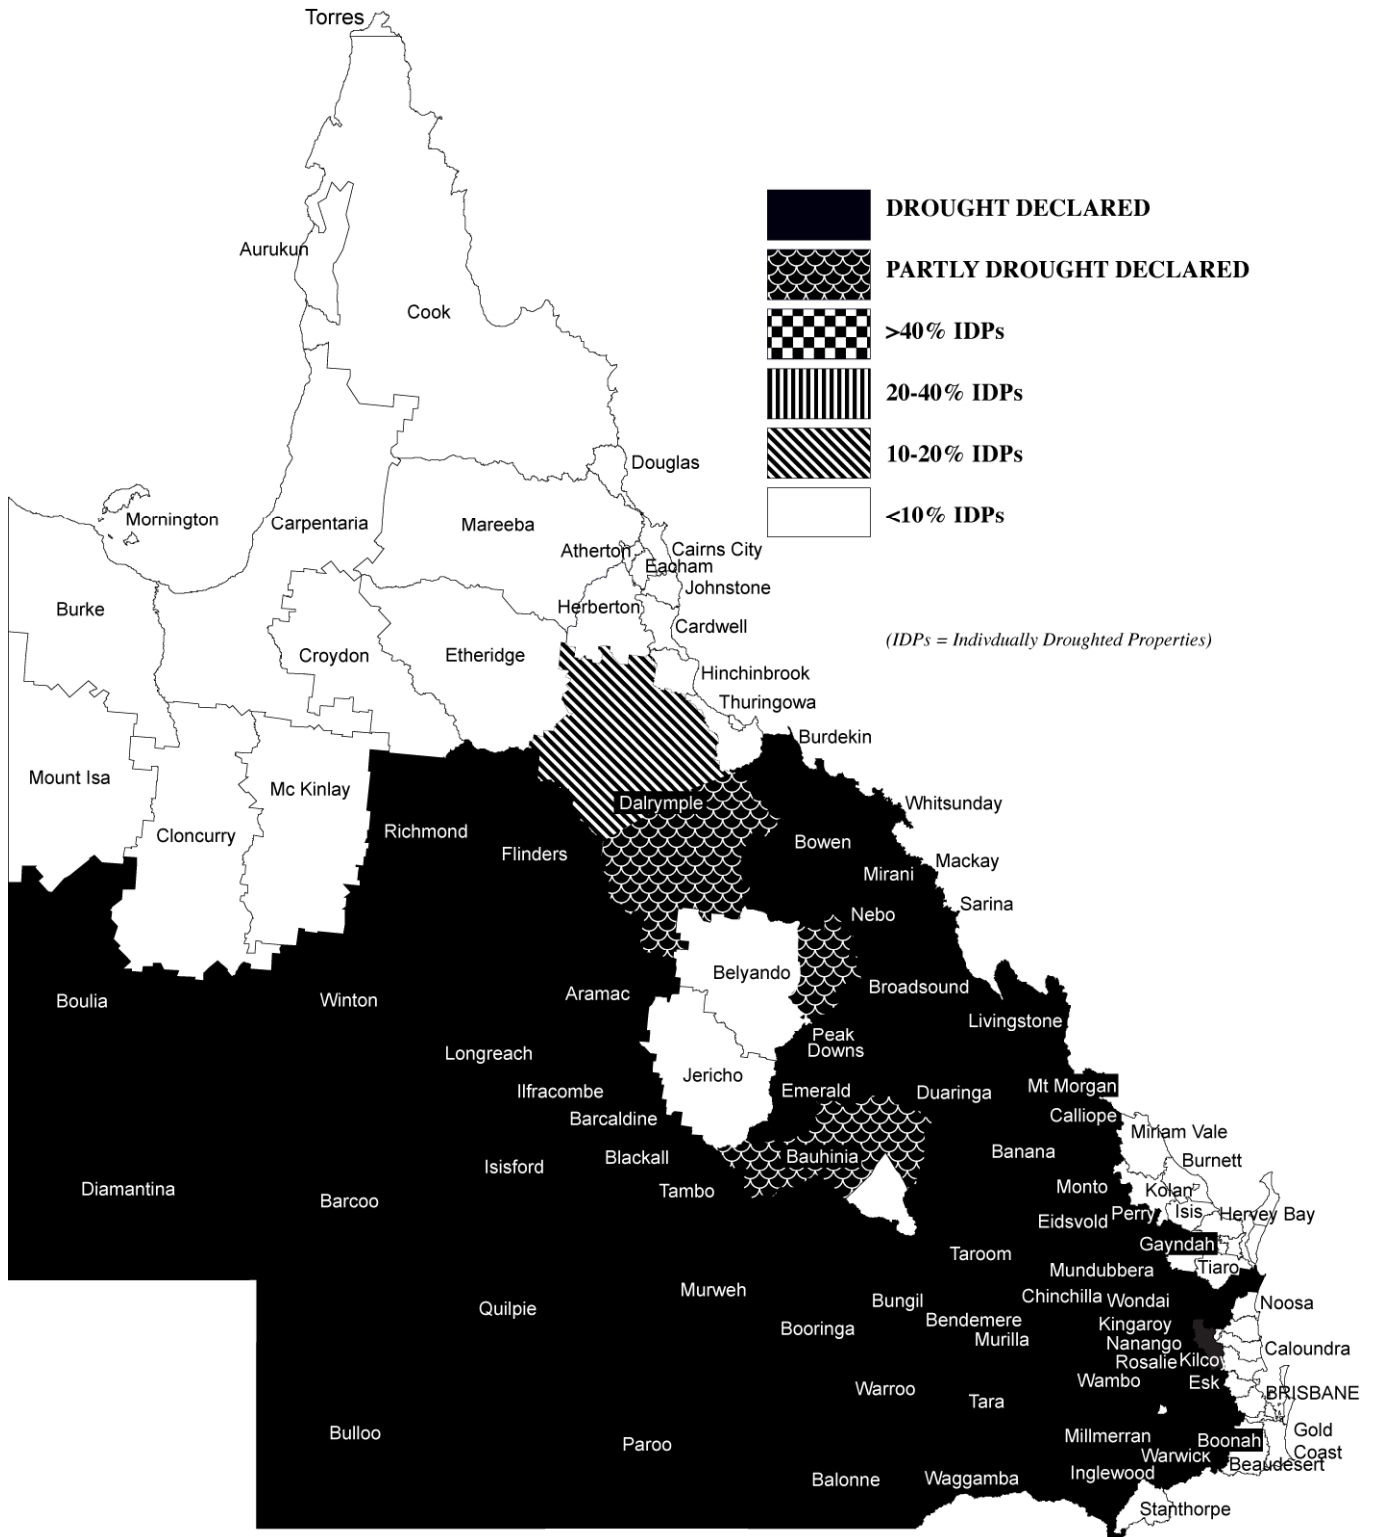 Torres
DROUGHT DECLARED
Aurukun
PARTLY DROUGHT DECLARED
Cook
>40% IDPs
20-40% IDPs
Douglas
10-20% IDPs
Mornington
Carpentaria
Mareeba
<10% IDPs
Atherton
Cairns City
Eacham
Johnstone
Burke
Herberton
Cardwell
(IDPs = Indivdually Droughted Properties)
Croydon
Etheridge
Hinchinbrook
Thuringowa
Burdekin
Mount Isa
Mc Kinlay
Dalrymple
Whitsunday
Cloncurry
Richmond
Flinders
Bowen
Mackay
Mirani
Sarina
Nebo
Belyando
Boulia
Winton
Aramac
Broadsound
Livingstone
Longreach
Peak
Downs
Jericho
Ilfracombe
Emerald
Duaringa
Mt Morgan
Barcaldine
Calliope
Miriam Vale
Isisford
Blackall
Bauhinia
Banana
Burnett
Diamantina
Barcoo
Tambo
Monto
Kolan
Eidsvold
Perry
Isis
Hervey Bay
Gayndah
Taroom
Mundubbera
Tiaro
Murweh
Quilpie
Bungil
Chinchilla
Wondai
Noosa
Booringa
Bendemere
Kingaroy
Murilla
Nanango
Caloundra
Rosalie
Kilcoy
Warroo
Tara
Wambo
Esk
BRISBANE
Bulloo
Paroo
Millmerran
Boonah
Gold
Coast
Warwick
Beaudesert
Balonne
Waggamba
Inglewood
Stanthorpe